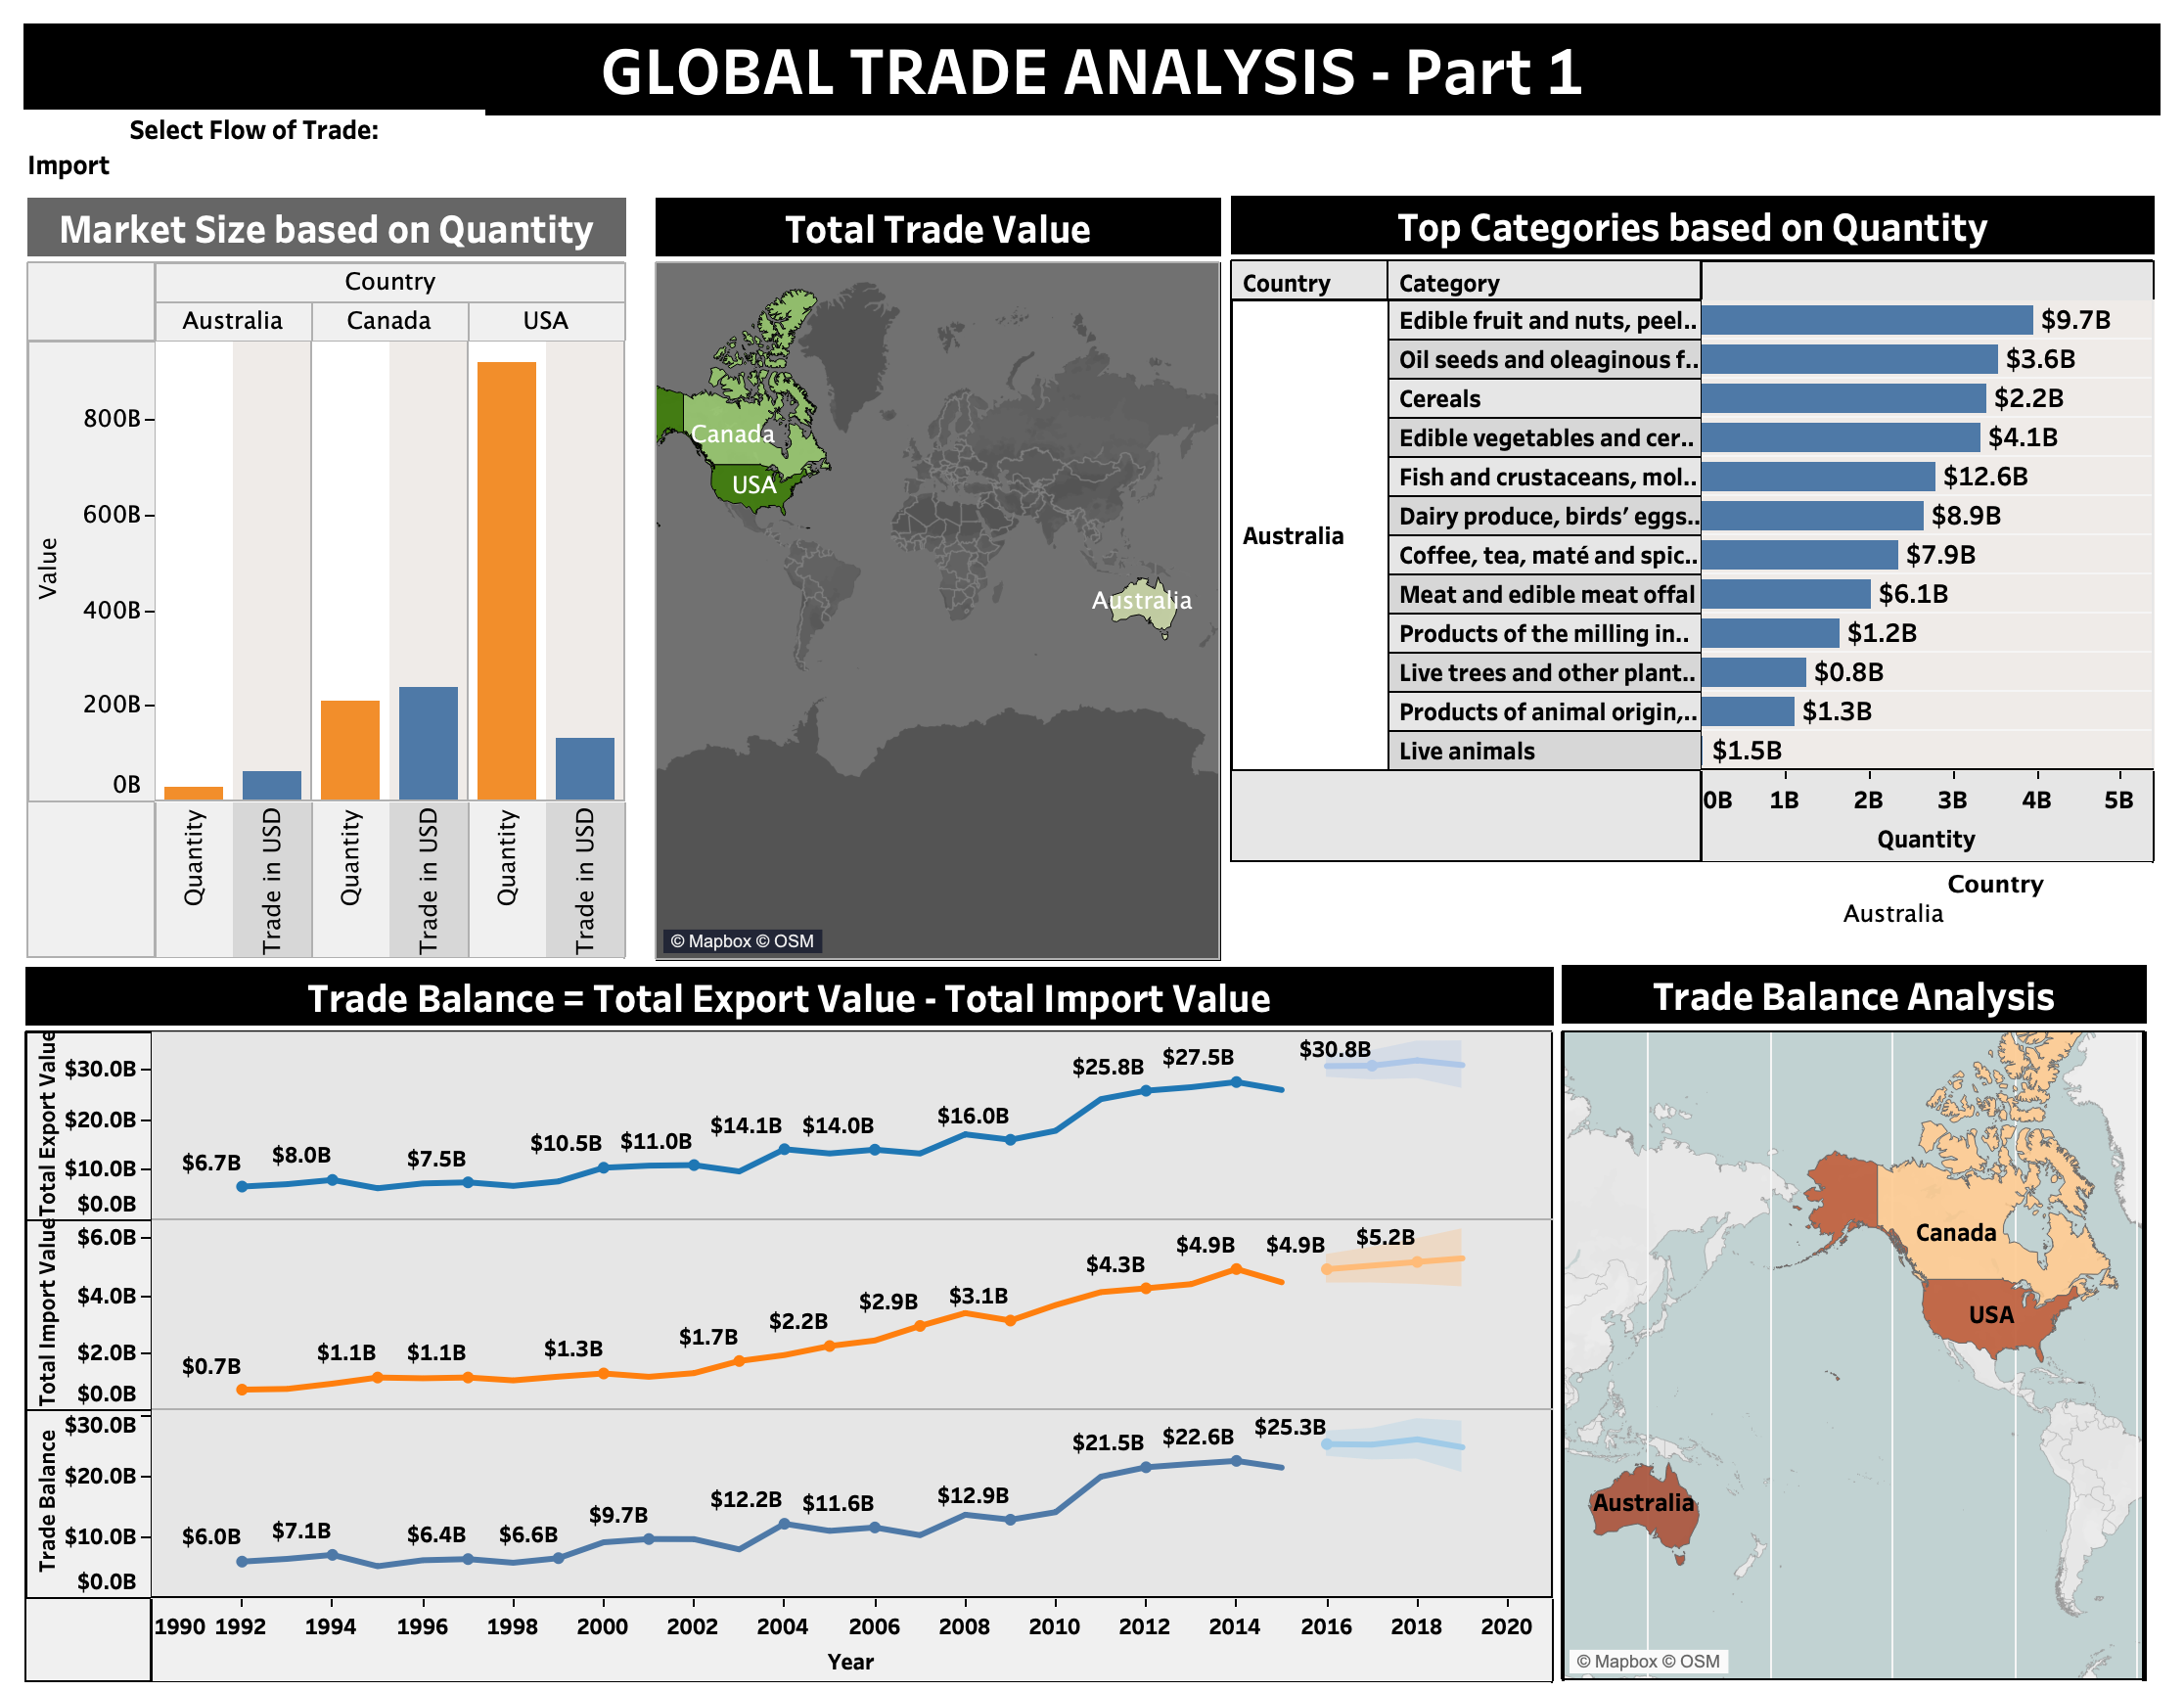 GLOBAL TRADE ANALYSIS - Part 1
Select Flow of Trade:
Import
Market Size based on Quantity
Country
Australia Canada USA
Value
800B
600B
400B
200B
0B
Quantity
Trade in USD
Quantity
Trade in USD
Quantity
Trade in USD
Total Trade Value
Canada
USA
Australia
© Mapbox © OSM
Top Categories based on Quantity
Country Category
Australia
Edible fruit and nuts, peel.. $9.7B
Oil seeds and oleaginous f.. $3.6B
Cereals $2.2B
Edible vegetables and cer.. $4.1B
Fish and crustaceans, mol.. $12.6B
Dairy produce, birds’ eggs.. $8.9B
Coffee, tea, maté and spic.. $7.9B
Meat and edible meat offal $6.1B
Products of the milling in.. $1.2B
Live trees and other plant.. $0.8B
Products of animal origin,.. $1.3B
Live animals $1.5B
0B 1B 2B 3B 4B 5B
Quantity
Country
Australia
Trade Balance = Total Export Value - Total Import Value
Total Export Value
$30.0B
$20.0B
$10.0B
$0.0B
$6.7B $8.0B $7.5B $10.5B $11.0B $14.1B $14.0B $16.0B $25.8B $27.5B $30.8B
Total Import Value
$6.0B
$4.0B
$2.0B
$0.0B
$0.7B $1.1B $1.1B $1.3B $1.7B $2.2B $2.9B $3.1B $4.3B $4.9B $4.9B $5.2B
Trade Balance
$30.0B
$20.0B
$10.0B
$0.0B
$6.0B $7.1B $6.4B $6.6B $9.7B $12.2B $11.6B $12.9B $21.5B $22.6B $25.3B
1990 1992 1994 1996 1998 2000 2002 2004 2006 2008 2010 2012 2014 2016 2018 2020
Year
Trade Balance Analysis
Canada
USA
Australia
© Mapbox © OSM